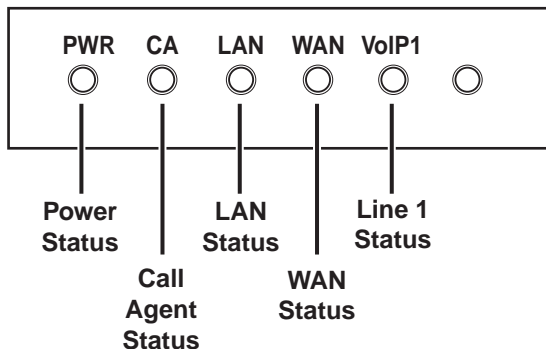 PWR CA LAN WAN VoIP1
Power
Status
Call
Agent
Status
LAN
Status
WAN
Status
Line 1
Status